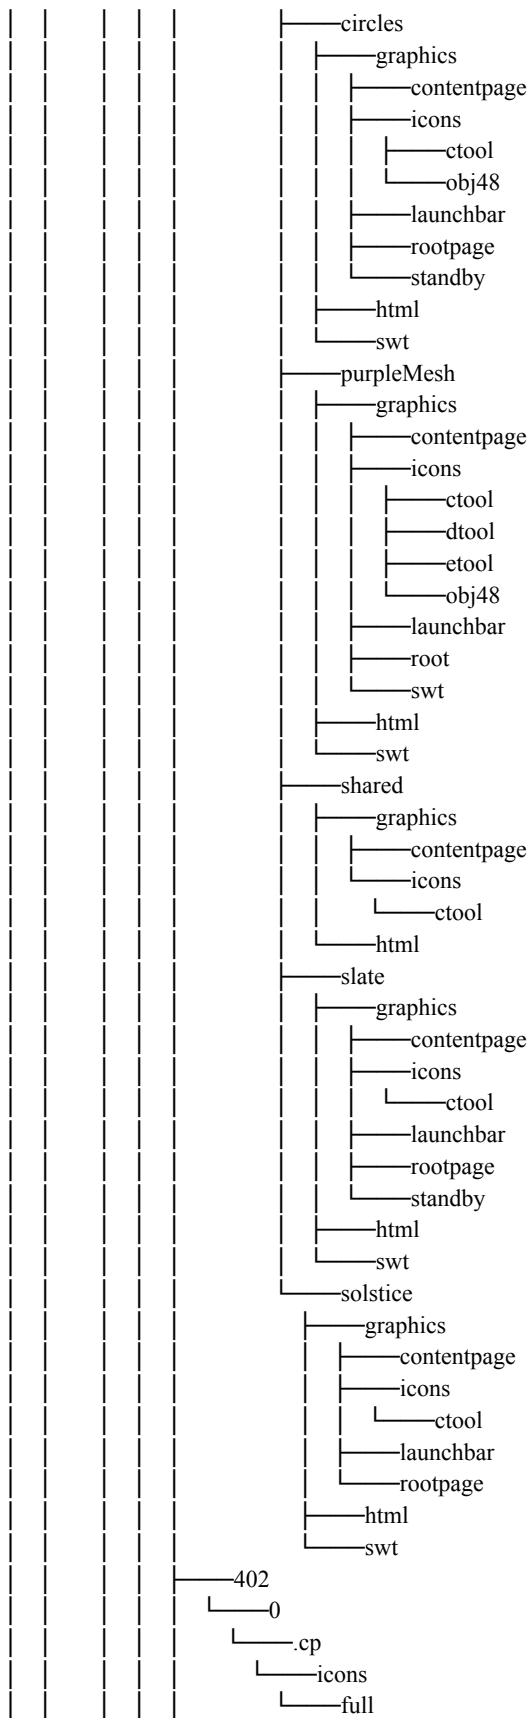 circles
graphics
contentpage
icons
ctool
obj48
launchbar
rootpage
standby
html
swt
purpleMesh
graphics
contentpage
icons
ctool
dtool
etool
obj48
launchbar
root
swt
html
swt
shared
graphics
contentpage
icons
ctool
html
slate
graphics
contentpage
icons
ctool
launchbar
rootpage
standby
html
swt
solstice
graphics
contentpage
icons
ctool
launchbar
rootpage
html
swt
402
0
.cp
icons
full